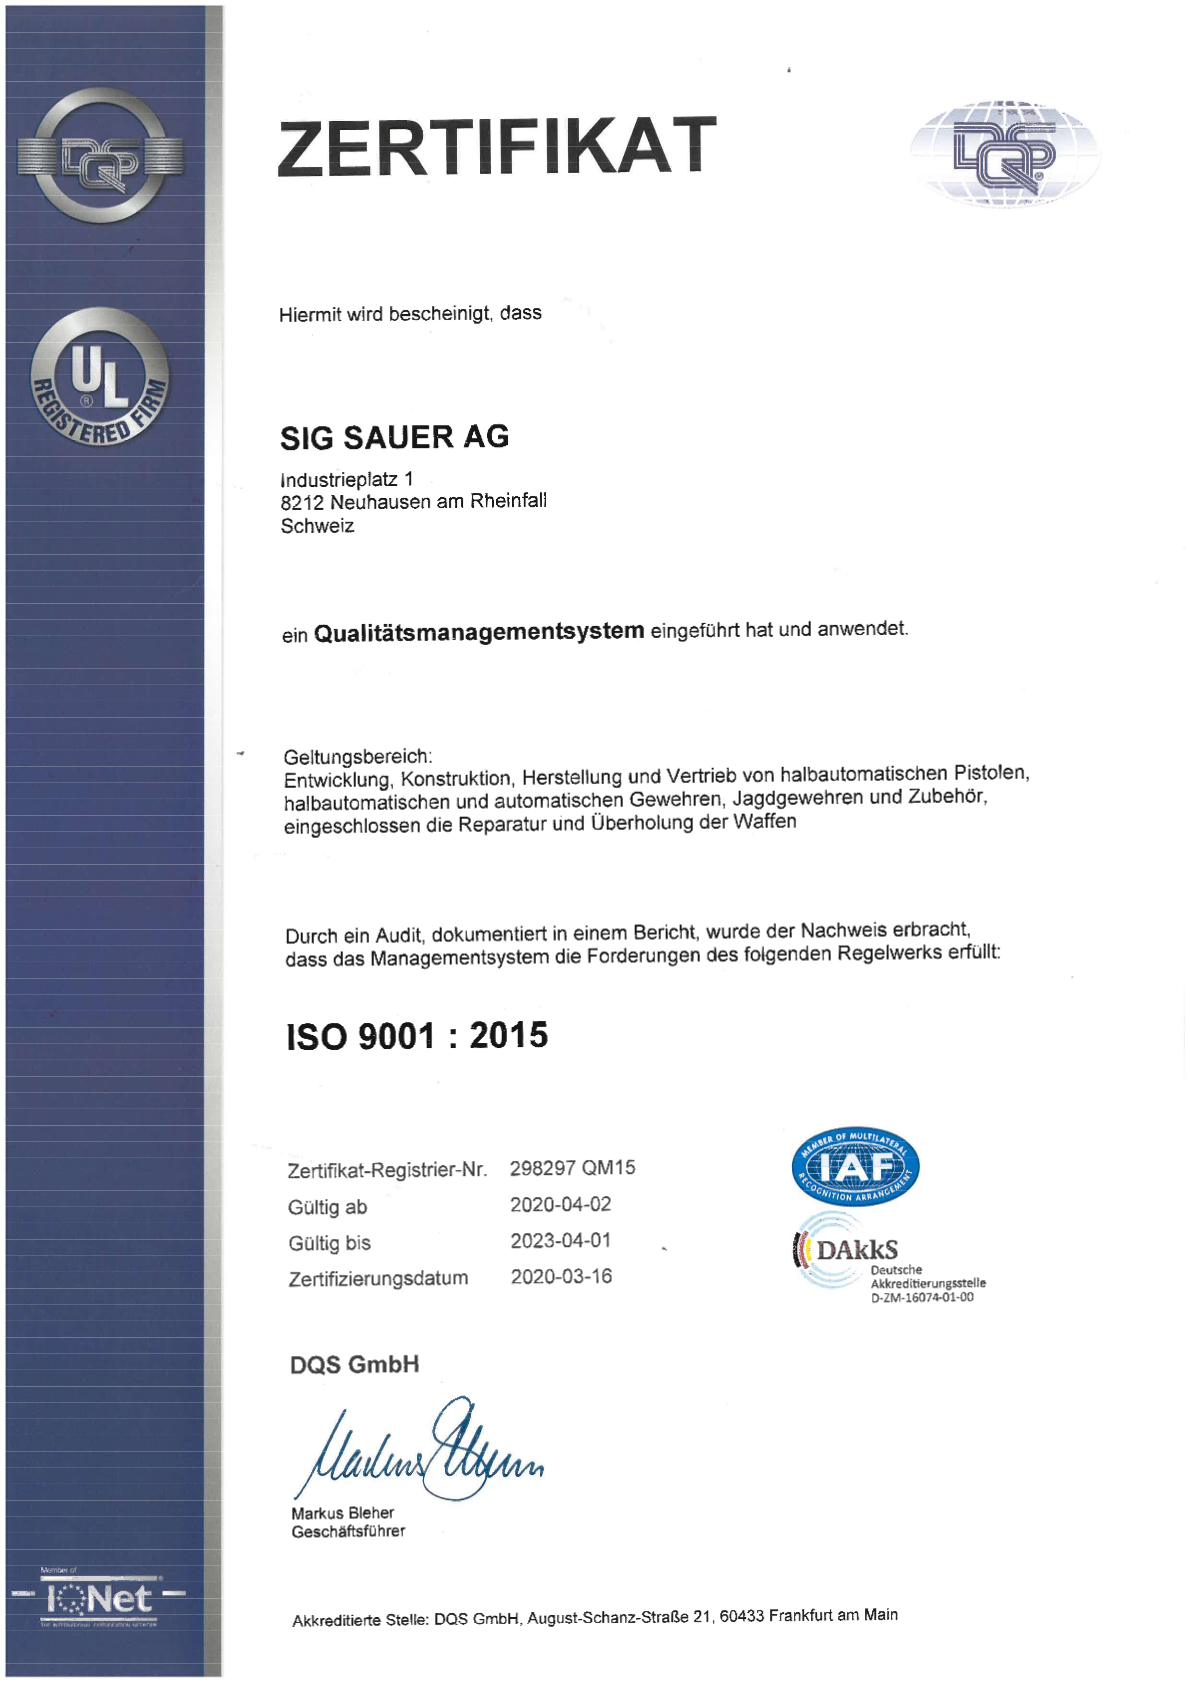 DQS
ZERTIFIKAT
DQS
®
Hiermit wird bescheinigt, dass
UL
®
REGISTERED FIRM
SIG SAUER AG
Industrieplatz 1
8212 Neuhausen am Rheinfall
Schweiz
ein Qualitätsmanagementsystem eingeführt hat und anwendet.
Geltungsbereich:
Entwicklung, Konstruktion, Herstellung und Vertrieb von halbautomatischen Pistolen,
halbautomatischen und automatischen Gewehren, Jagdgewehren und Zubehör,
eingeschlossen die Reparatur und Überholung der Waffen
Durch ein Audit, dokumentiert in einem Bericht, wurde der Nachweis erbracht,
dass das Managementsystem die Forderungen des folgenden Regelwerks erfüllt:
ISO 9001 : 2015
Zertifikat-Registrier-Nr. 298297 QM15
Gültig ab 2020-04-02
Gültig bis 2023-04-01
Zertifizierungsdatum 2020-03-16
MEMBER OF MULTILATERAL
IAF
RECOGNITION ARRANGEMENT
DAkkS
Deutsche
Akkreditierungsstelle
D-ZM-16074-01-00
DQS GmbH
Markus Bleher
Geschäftsführer
Member of
IQNet
THE INTERNATIONAL CERTIFICATION NETWORK
Akkreditierte Stelle: DQS GmbH, August-Schanz-Straße 21, 60433 Frankfurt am Main